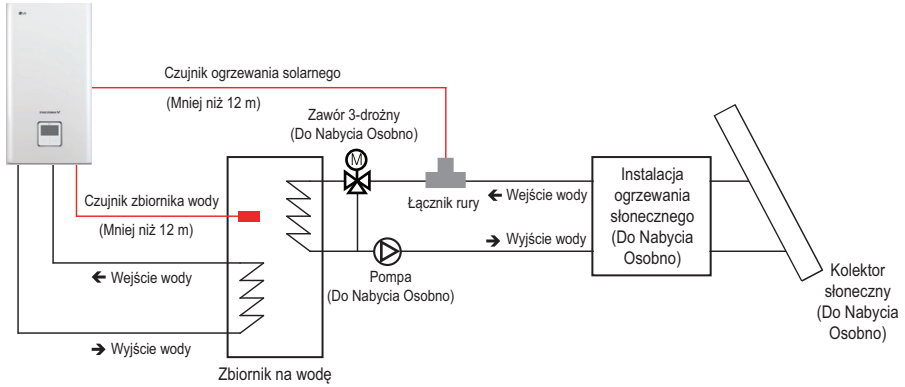 LG
Czujnik ogrzewania solarnego
(Mniej niż 12 m)
Zawór 3-drożny
(Do Nabycia Osobno)
M
Łącznik rury
← Wejście wody
Instalacja
ogrzewania
słonecznego
(Do Nabycia
Osobno)
Czujnik zbiornika wody
(Mniej niż 12 m)
→ Wyjście wody
Pompa
(Do Nabycia Osobno)
Kolektor
słoneczny
(Do Nabycia
Osobno)
← Wejście wody
→ Wyjście wody
Zbiornik na wodę